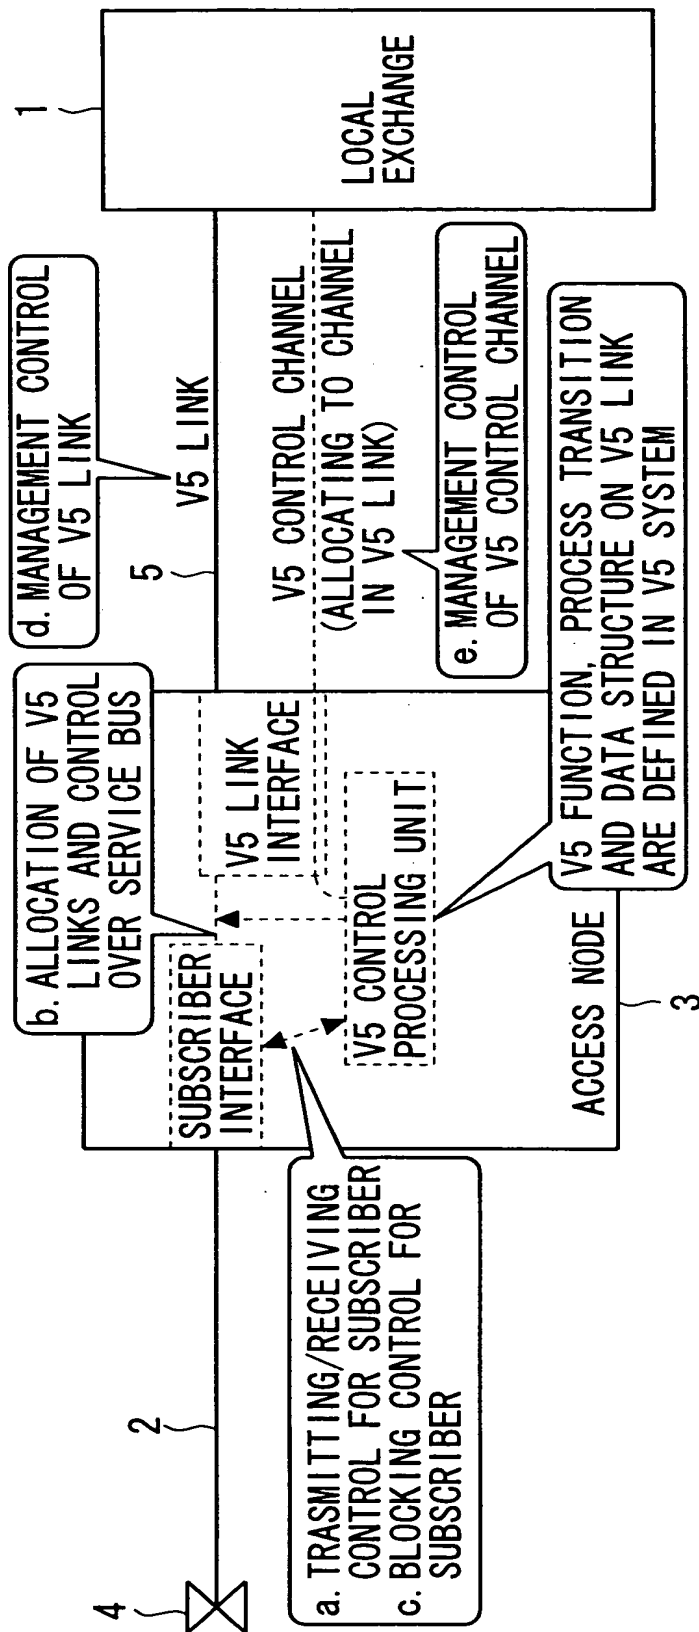 1
LOCAL
EXCHANGE
d. MANAGEMENT CONTROL
OF V5 LINK
V5 LINK
5
V5 CONTROL CHANNEL
(ALLOCATING TO CHANNEL
IN V5 LINK)
e. MANAGEMENT CONTROL
OF V5 CONTROL CHANNEL
b. ALLOCATION OF V5
LINKS AND CONTROL
OVER SERVICE BUS
V5 LINK
INTERFACE
SUBSCRIBER
INTERFACE
V5 CONTROL
PROCESSING UNIT
V5 FUNCTION, PROCESS TRANSITION
AND DATA STRUCTURE ON V5 LINK
ARE DEFINED IN V5 SYSTEM
ACCESS NODE
3
2
4
a. TRASMITTING/RECEIVING
CONTROL FOR SUBSCRIBER
c. BLOCKING CONTROL FOR
SUBSCRIBER